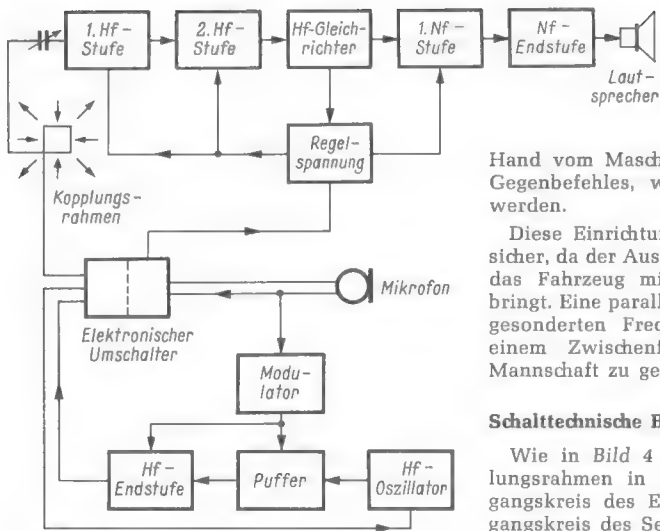 1. Hf-
Stufe
2. Hf-
Stufe
Hf-Gleich-
richter
1. Nf-
Stufe
Nf-
Endstufe
Laut-
sprecher
Regel-
spannung
Kopplungs-
rahmen
Elektronischer
Umschalter
Mikrofon
Modu-
lator
Hf-
Endstufe
Puffer
Hf-
Oszillator
Hand vom Masch
Gegenbefehles, w
werden.
Diese Einrichtu
sicher, da der Aus
das Fahrzeug mi
bringt. Eine parall
gesonderten Fre
einem Zwischenf
Mannschaft zu ge
Schalttechnische
Wie in Bild 4
lungsrahmen in
gangskreis des E
gangskreis des Se